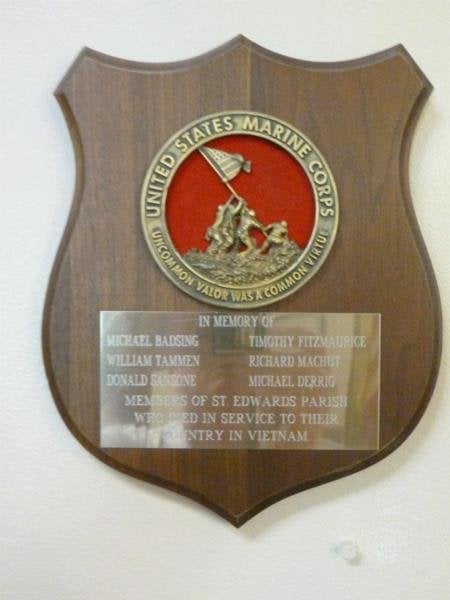 UNITED STATES MARINE CORPS
UNCOMMON VALOR WAS A COMMON VIRTUE
IN MEMORY OF
MICHAEL BADSING TIMOTHY FITZMAURICE
WILLIAM TAMMEN RICHARD MACHUT
DONALD SANSONE MICHAEL DERRIG
MEMBERS OF ST. EDWARDS PARISH
WHO DIED IN SERVICE TO THEIR
COUNTRY IN VIETNAM